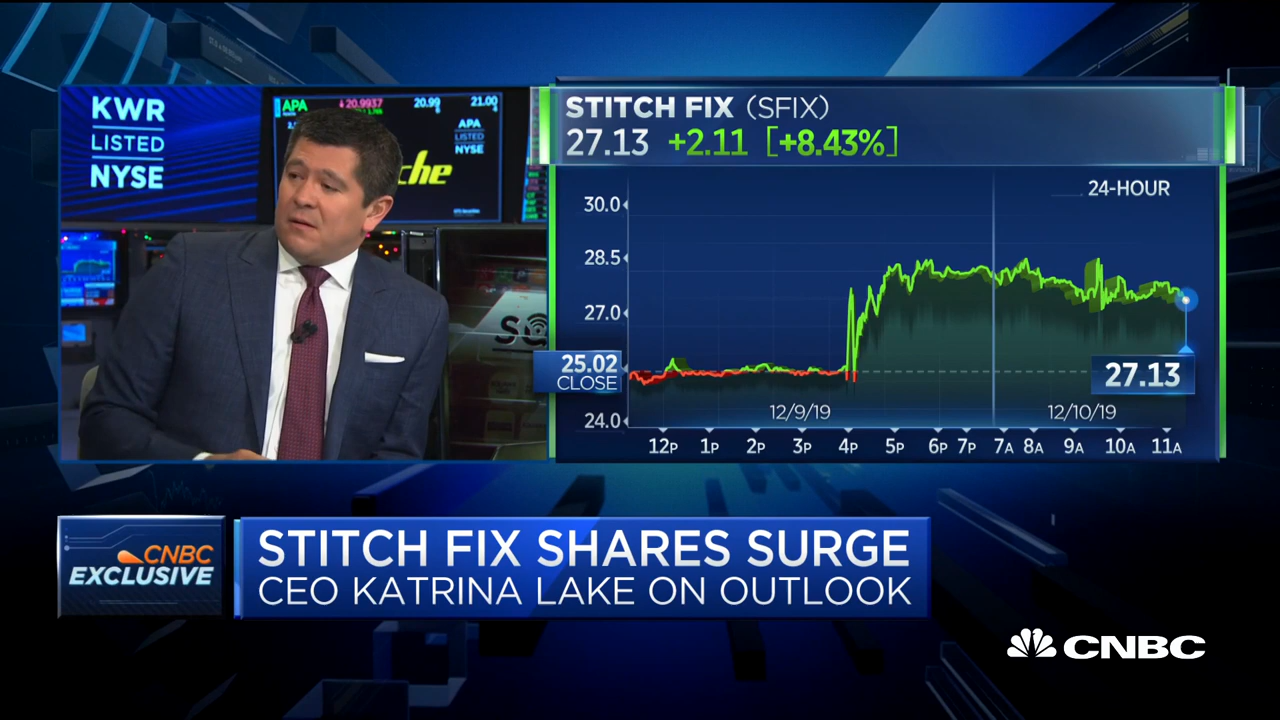 KWR
LISTED
NYSE
APA
20.9937
20.99
21.00
APA
LISTED
NYSE
che
STITCH FIX (SFIX)
27.13 +2.11 [+8.43%]
24-HOUR
30.0
28.5
27.0
25.02
CLOSE
24.0
27.13
12/9/19
12/10/19
12P 1P 2P 3P 4P 5P 6P 7P 7A 8A 9A 10A 11A
CNBC
EXCLUSIVE
STITCH FIX SHARES SURGE
CEO KATRINA LAKE ON OUTLOOK
CNBC